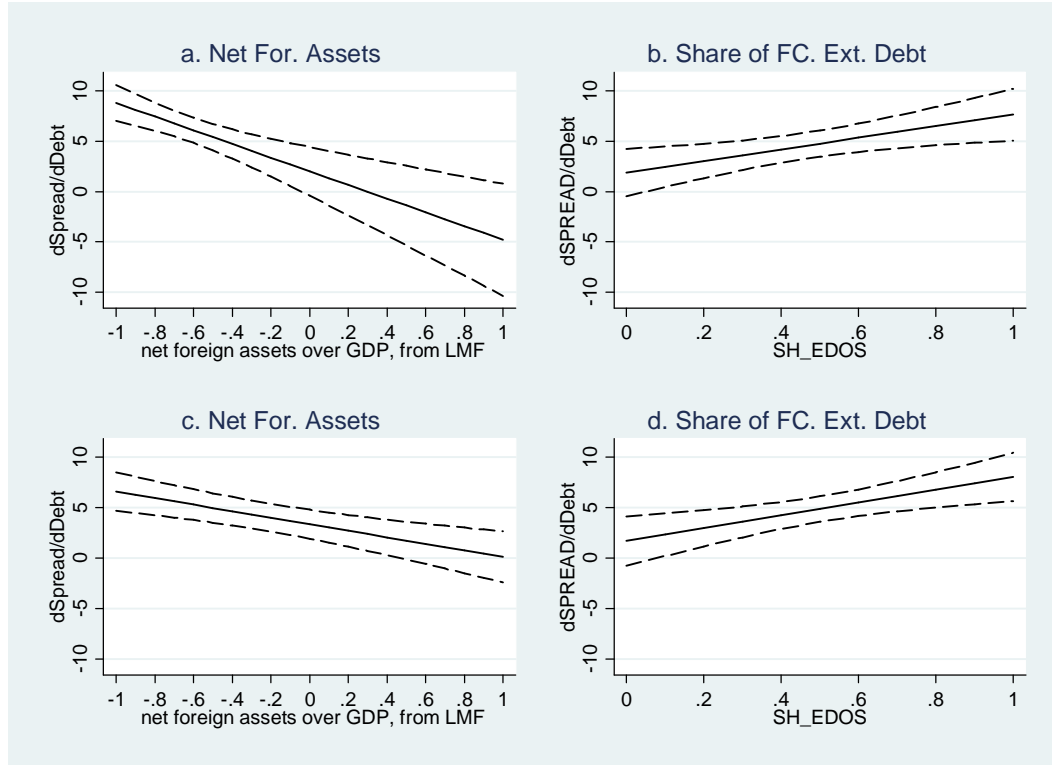 a. Net For. Assets
dSpread/dDebt
10
5
0
-5
-10
-1 -.8 -.6 -.4 -.2 0 .2 .4 .6 .8 1
net foreign assets over GDP, from LMF
b. Share of FC. Ext. Debt
dSPREAD/dDebt
10
5
0
-5
-10
0 .2 .4 .6 .8 1
SH_EDOS
c. Net For. Assets
dSpread/dDebt
10
5
0
-5
-10
-1 -.8 -.6 -.4 -.2 0 .2 .4 .6 .8 1
net foreign assets over GDP, from LMF
d. Share of FC. Ext. Debt
dSPREAD/dDebt
10
5
0
-5
-10
0 .2 .4 .6 .8 1
SH_EDOS